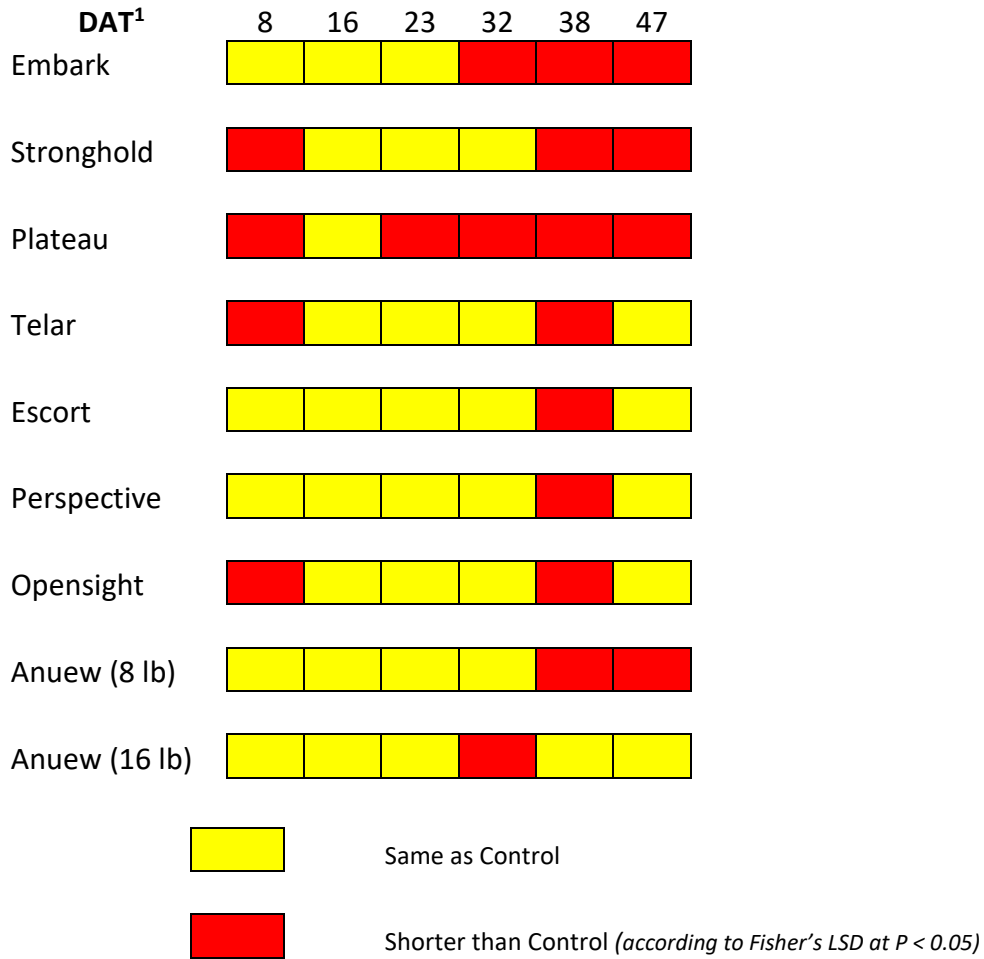 DAT¹ 8 16 23 32 38 47
Embark
Stronghold
Plateau
Telar
Escort
Perspective
Opensight
Anuew (8 lb)
Anuew (16 lb)
Same as Control
Shorter than Control (according to Fisher’s LSD at P < 0.05)